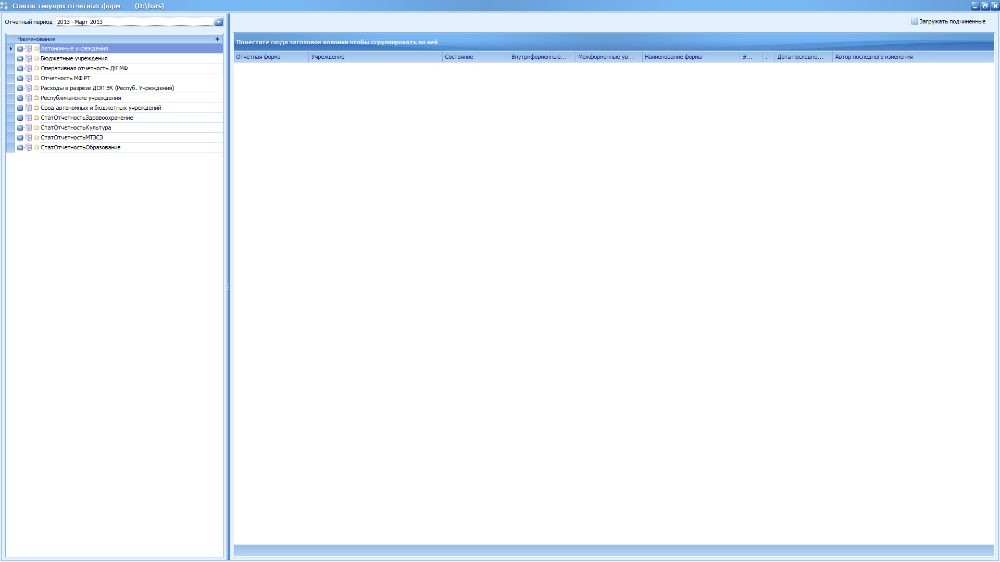 Список текущих отчетных форм (D:\bars)
Отчетный период 2013 - Март 2013
Загружать подчиненные
Наименование
Автономные учреждения
Бюджетные учреждения
Оперативная отчетность ДК МФ
Отчетность МФ РТ
Расходы в разрезе ДОП ЭК (Респуб. Учреждения)
Республиканские учреждения
Свод автономных и бюджетных учреждений
СтатОтчетностьЗдравоохранение
СтатОтчетностьКультура
СтатОтчетностьМТЗСЗ
СтатОтчетностьОбразование
Поместите сюда заголовок колонки чтобы сгруппировать по ней
Отчетная форма Учреждение Состояние Внутриформенные... Межформенные ув... Наименование формы Э... . Дата последне... Автор последнего изменения